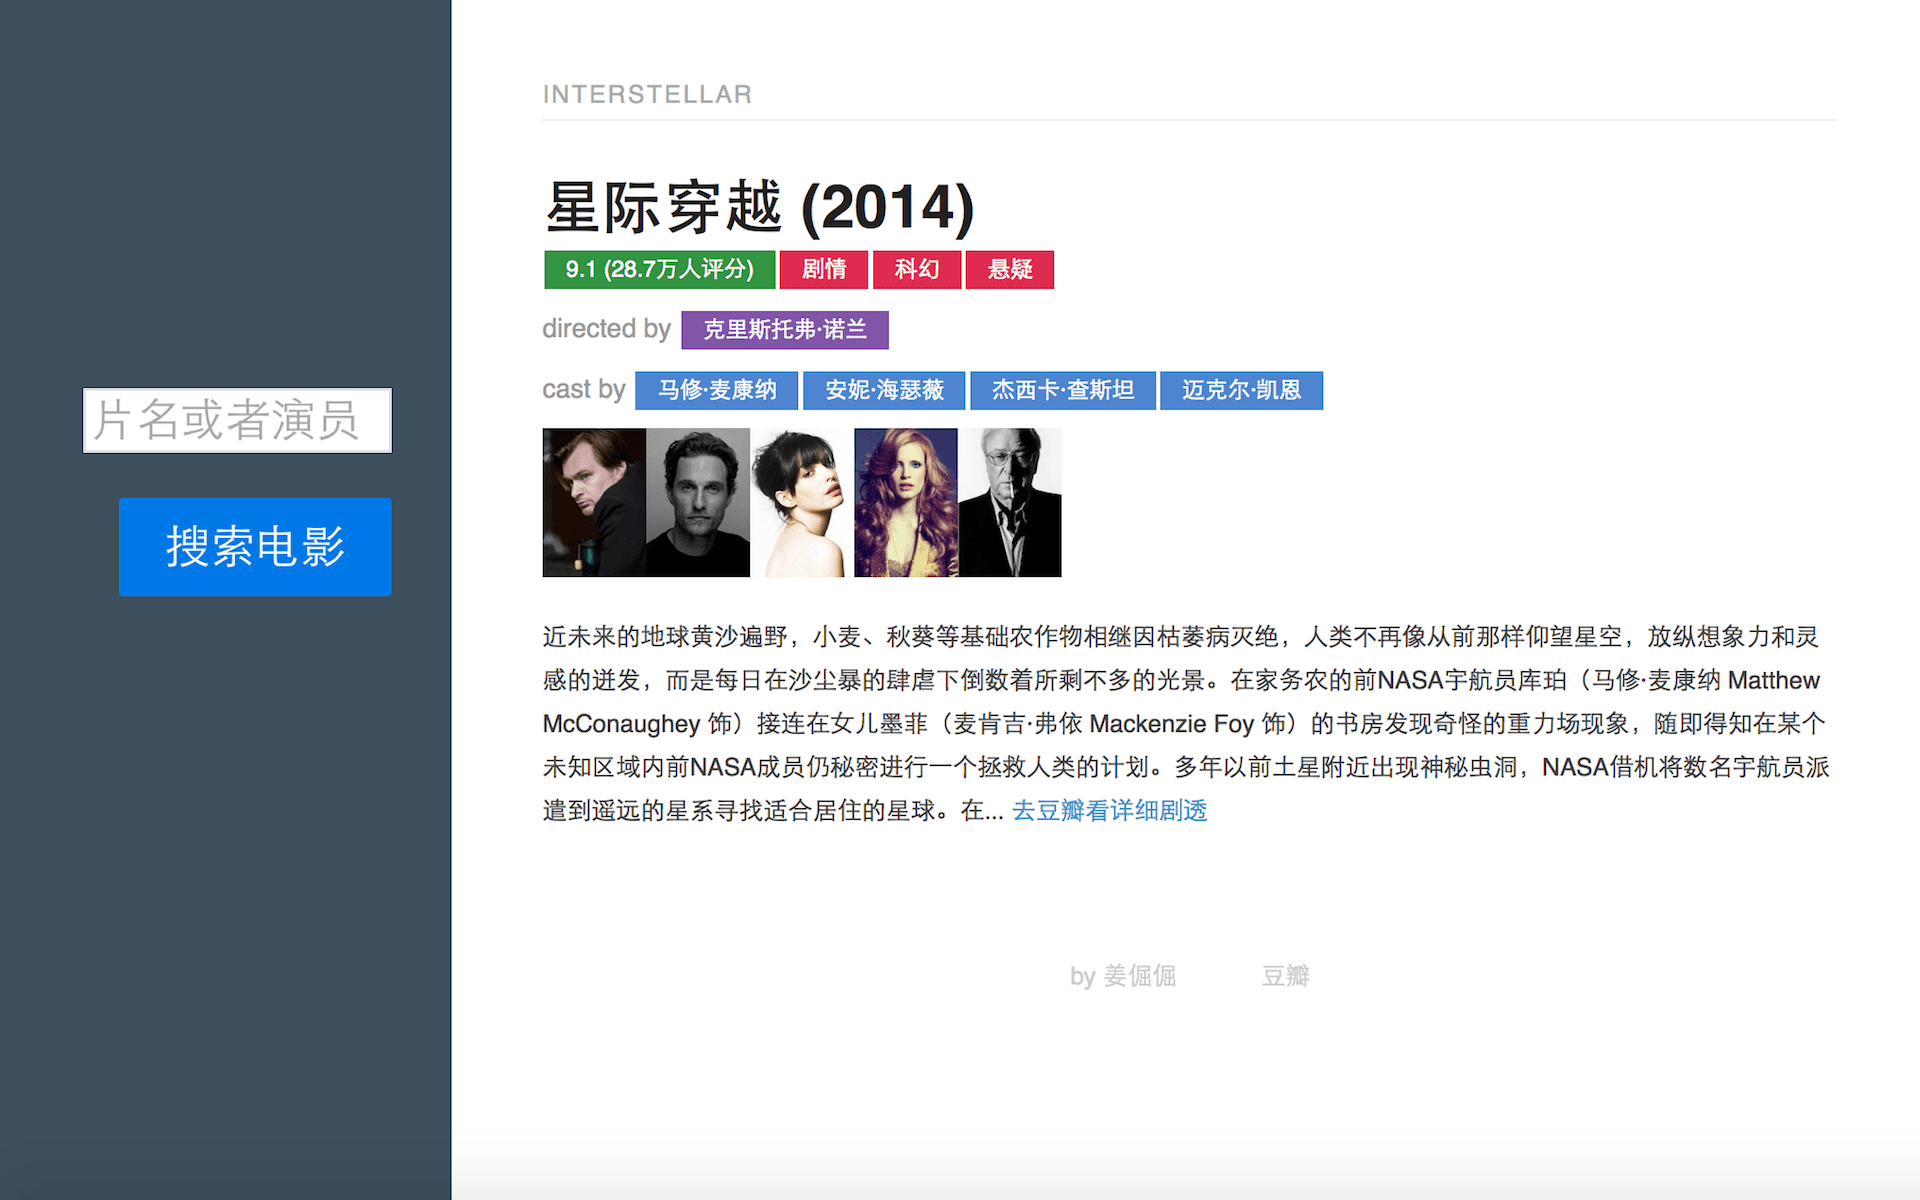 片名或者演员
搜索电影
INTERSTELLAR
星际穿越 (2014)
9.1 (28.7万人评分) 剧情 科幻 悬疑
directed by 克里斯托弗·诺兰
cast by 马修·麦康纳 安妮·海瑟薇 杰西卡·查斯坦 迈克尔·凯恩
近未来的地球黄沙遍野，小麦、秋葵等基础农作物相继因枯萎病灭绝，人类不再像从前那样仰望星空，放纵想象力和灵
感的迸发，而是每日在沙尘暴的肆虐下倒数着所剩不多的光景。在家务农的前NASA宇航员库珀（马修·麦康纳 Matthew
McConaughey 饰）接连在女儿墨菲（麦肯吉·弗依 Mackenzie Foy 饰）的书房发现奇怪的重力场现象，随即得知在某个
未知区域内前NASA成员仍秘密进行一个拯救人类的计划。多年以前土星附近出现神秘虫洞，NASA借机将数名宇航员派
遣到遥远的星系寻找适合居住的星球。在... 去豆瓣看详细剧透
by 姜倔倔 豆瓣